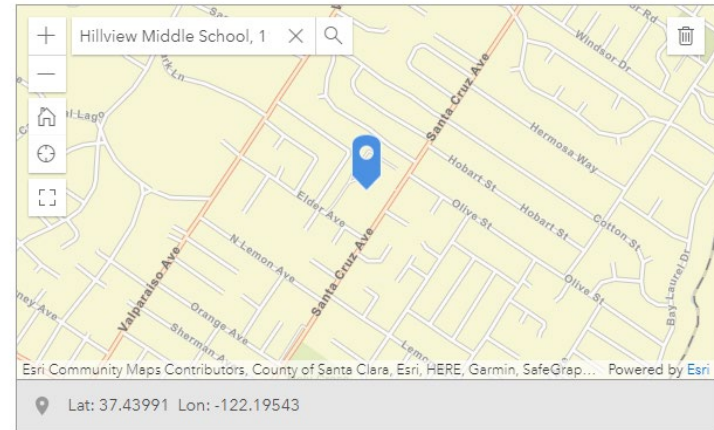 Hillview Middle School, 1
Windsor Dr
Santa Cruz Ave
Hermosa Way
Hobart St
Hobart St
Olive St
Cotton St
Elder Ave
Olive St
Bay Laurel Dr
N Lemon Ave
Santa Cruz Ave
Valparaiso Ave
Orange Ave
Sherman Ave
Esri Community Maps Contributors, County of Santa Clara, Esri, HERE, Garmin, SafeGrap... Powered by Esri
Lat: 37.43991 Lon: -122.19543